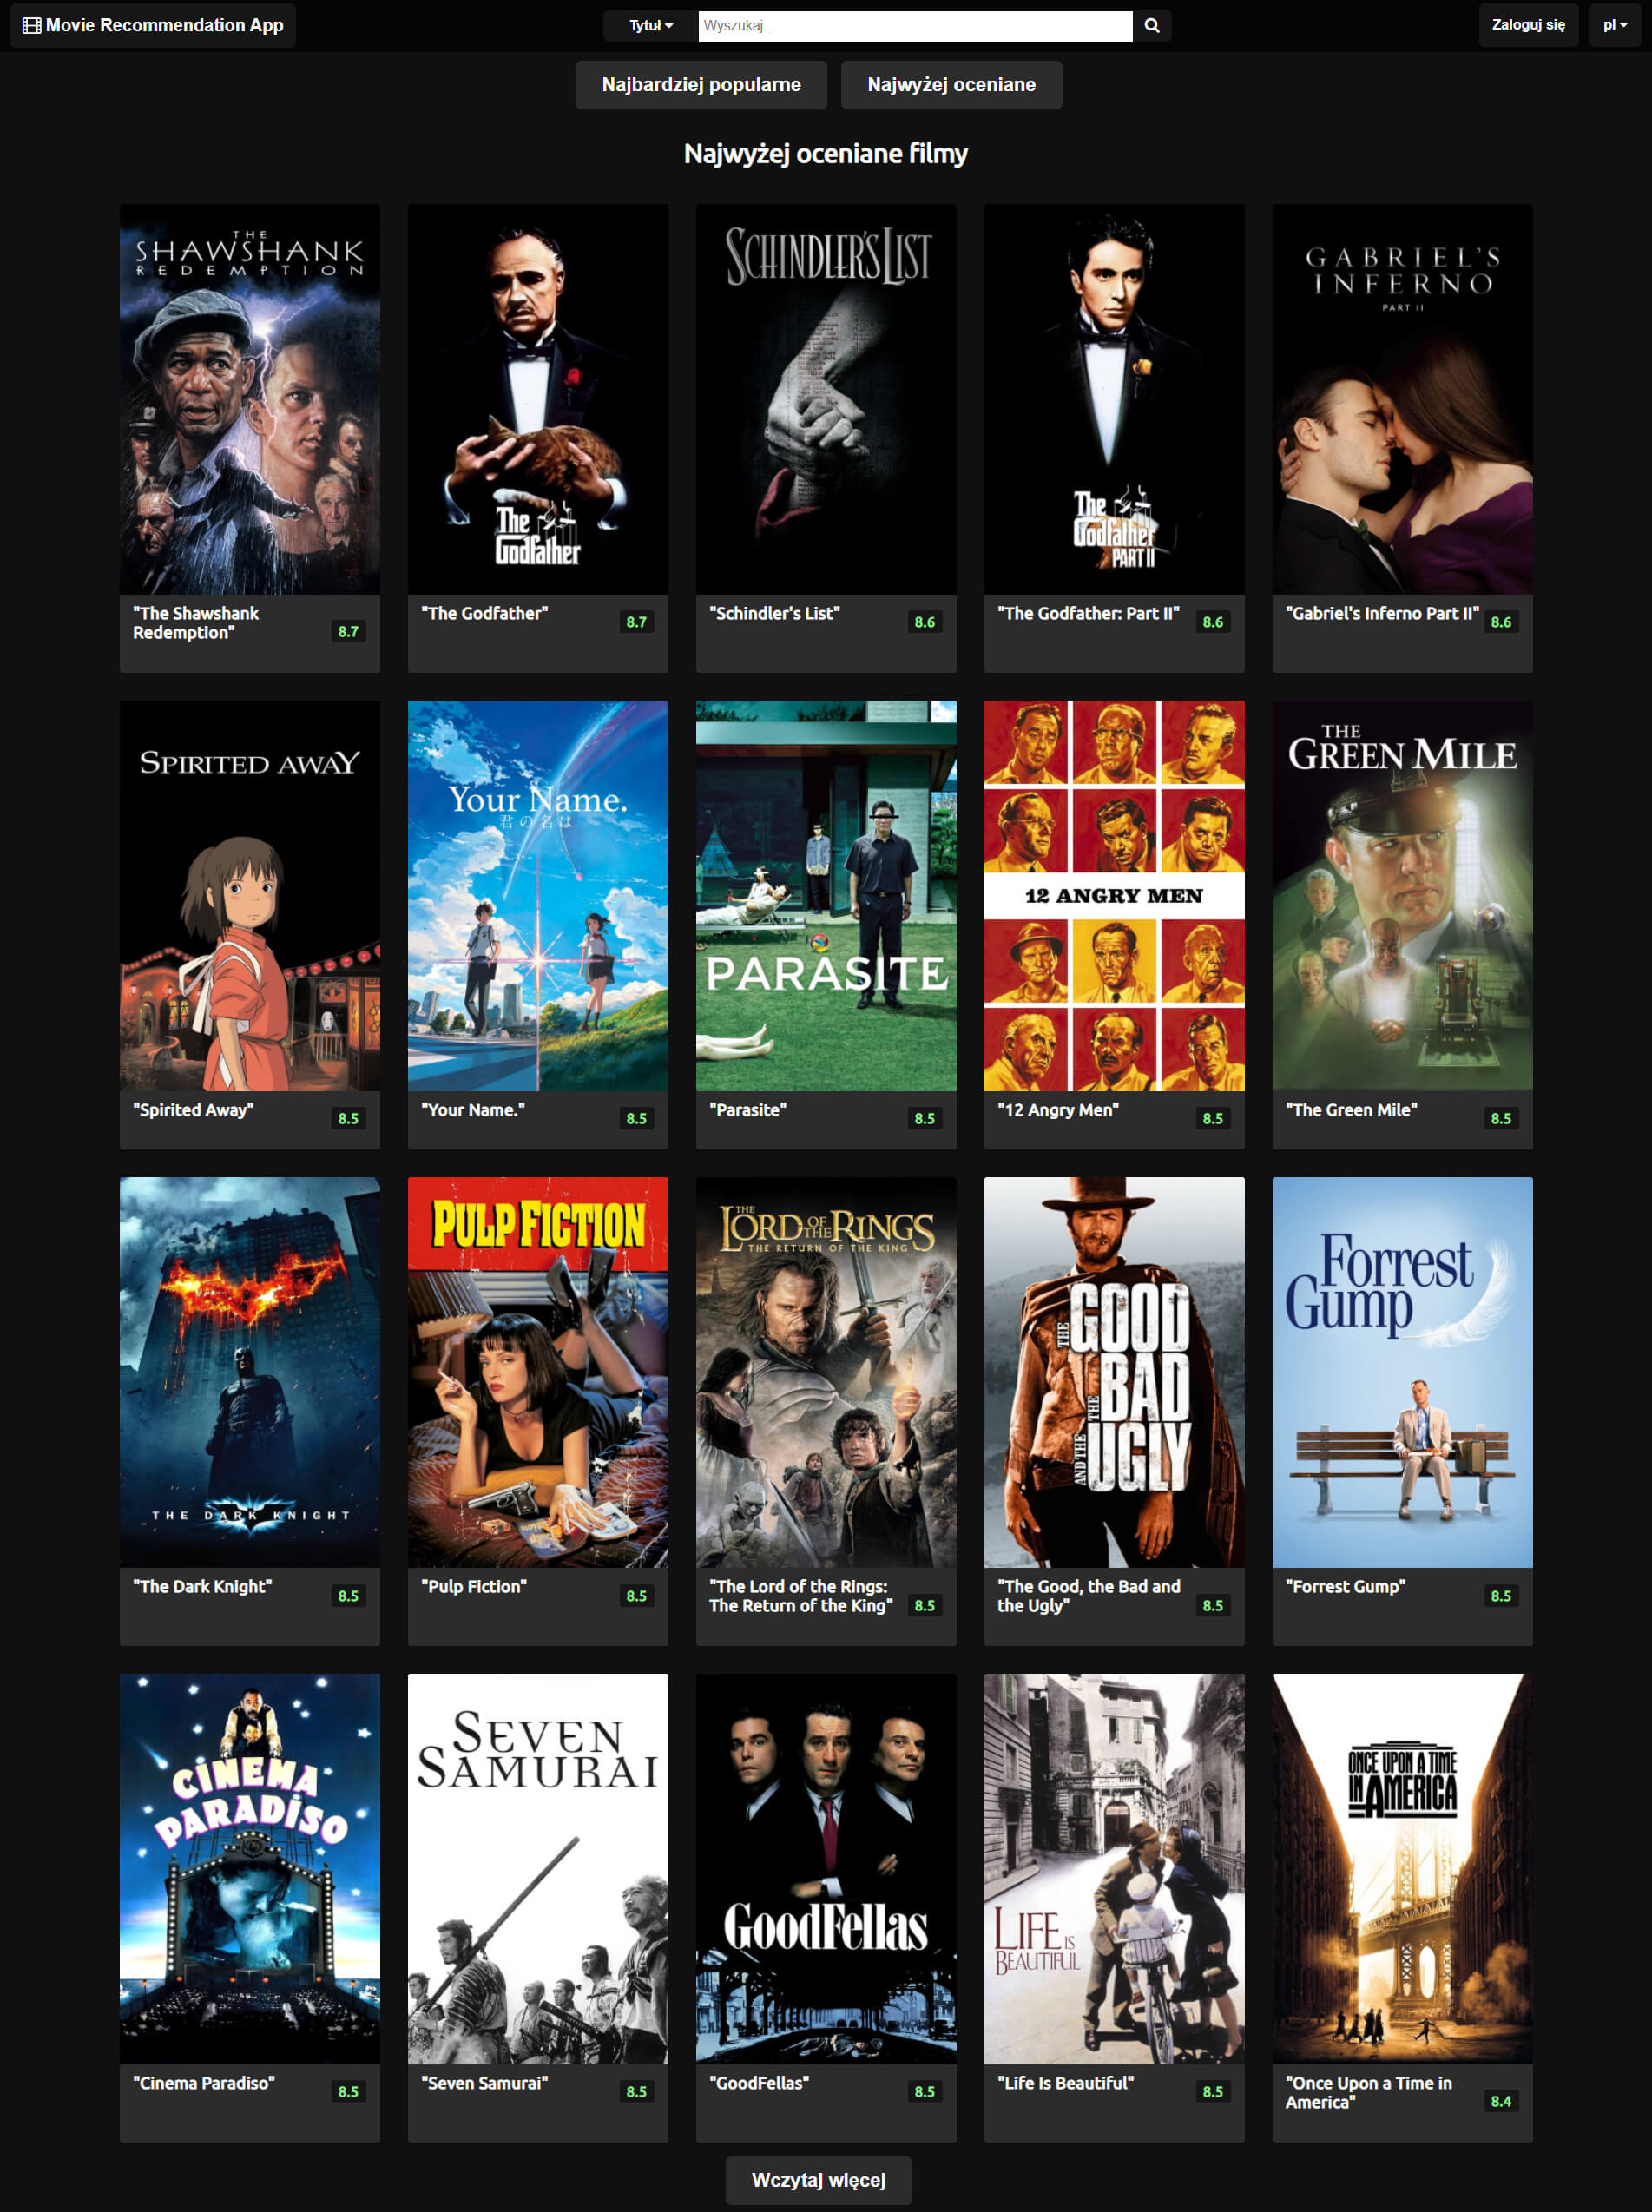 Movie Recommendation App
Tytuł
Wyszukaj...
Zaloguj się
pl
Najbardziej popularne
Najwyżej oceniane
Najwyżej oceniane filmy
THE
SHAWSHANK
REDEMPTION
The
Godfather
SCHINDLER'S LIST
The
Godfather
PART II
GABRIEL'S
INFERNO
PART II
"The Shawshank
Redemption"
8.7
"The Godfather"
8.7
"Schindler's List"
8.6
"The Godfather: Part II"
8.6
"Gabriel's Inferno Part II"
8.6
SPIRITED AWAY
Your Name.
君の名は
PARASITE
12 ANGRY MEN
THE
GREEN MILE
"Spirited Away"
8.5
"Your Name."
8.5
"Parasite"
8.5
"12 Angry Men"
8.5
"The Green Mile"
8.5
THE DARK KNIGHT
PULP FICTION
THE
LORD OF THE RINGS
THE RETURN OF THE KING
THE GOOD
THE BAD
AND THE UGLY
Forrest
Gump
"The Dark Knight"
8.5
"Pulp Fiction"
8.5
"The Lord of the Rings:
The Return of the King"
8.5
"The Good, the Bad and
the Ugly"
8.5
"Forrest Gump"
8.5
CINEMA
PARADISO
SEVEN
SAMURAI
GOODFELLAS
LIFE IS
BEAUTIFUL
ONCE UPON A TIME
IN AMERICA
"Cinema Paradiso"
8.5
"Seven Samurai"
8.5
"GoodFellas"
8.5
"Life Is Beautiful"
8.5
"Once Upon a Time in
America"
8.4
Wczytaj więcej